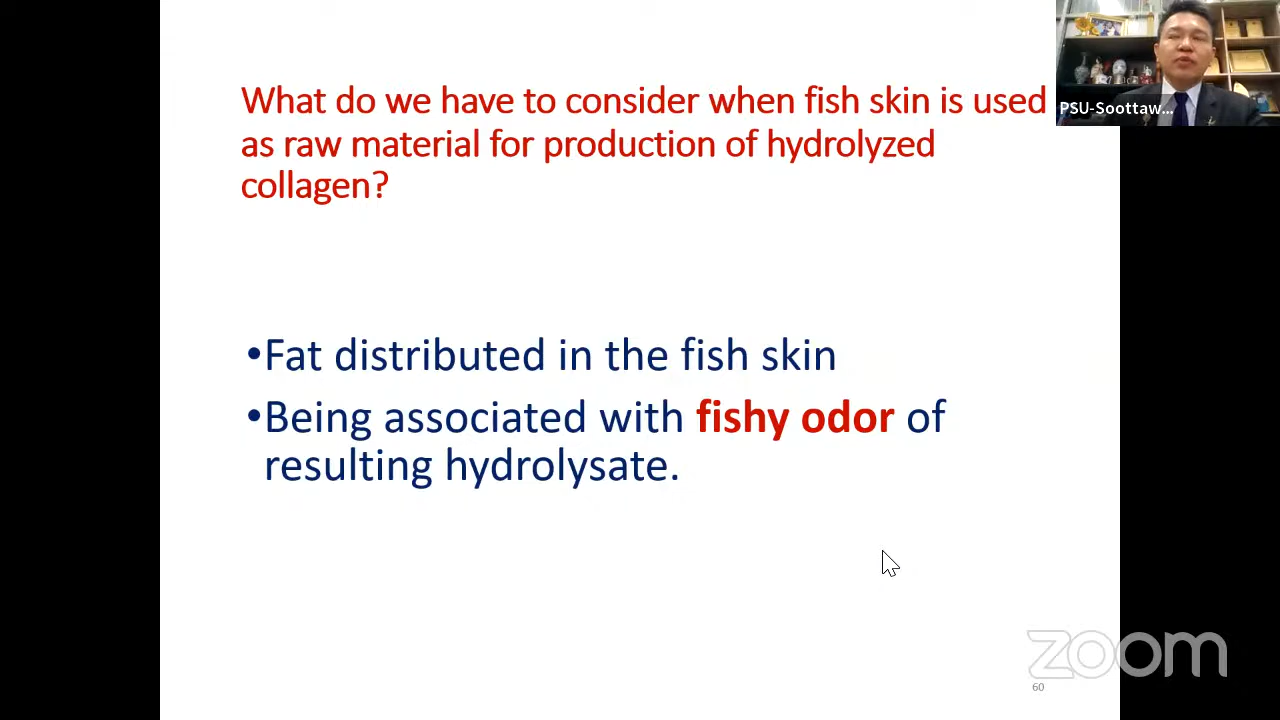 What do we have to consider when fish skin is used
as raw material for production of hydrolyzed
collagen?
PSU-Soottaw...
•Fat distributed in the fish skin
•Being associated with fishy odor of
resulting hydrolysate.
zoom
60